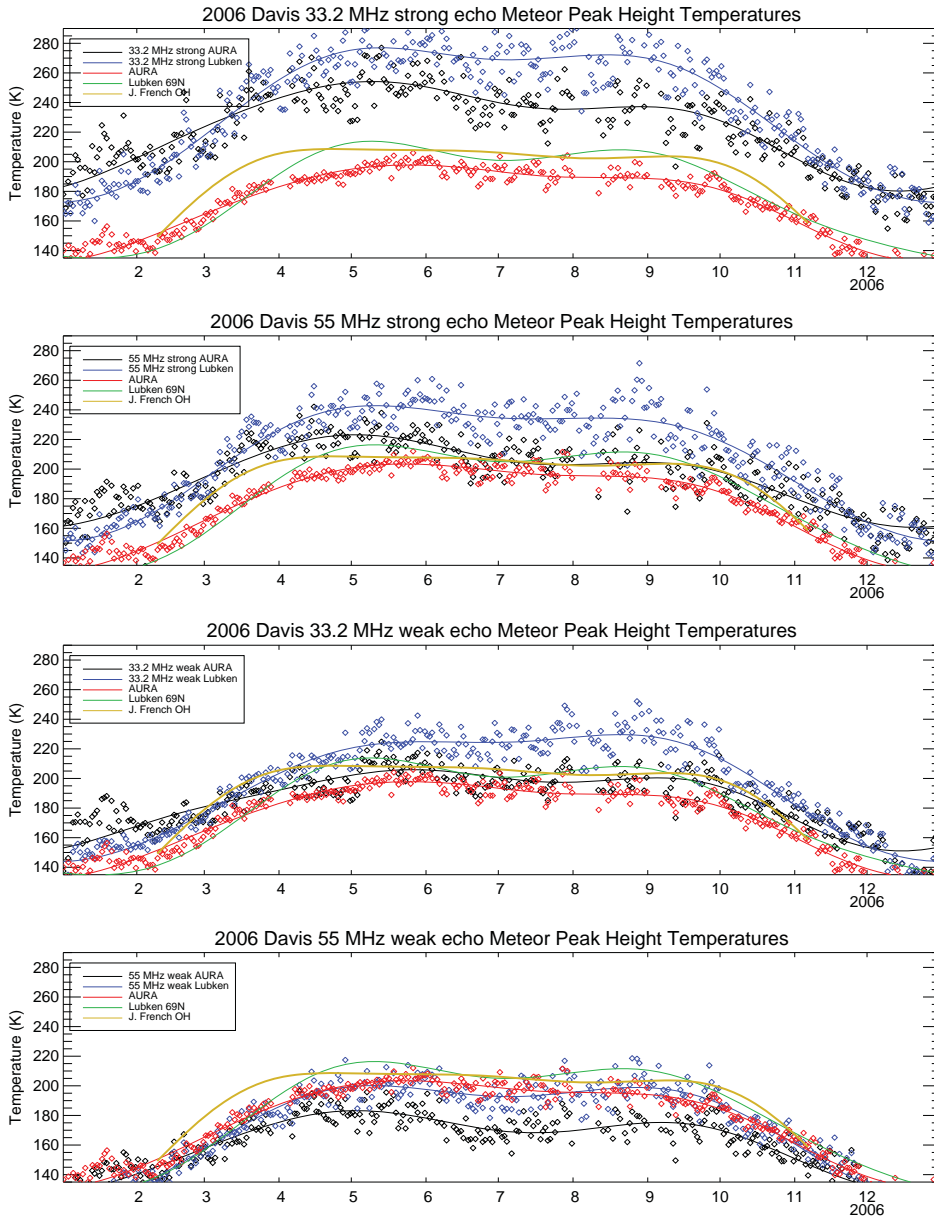 2006 Davis 33.2 MHz strong echo Meteor Peak Height Temperatures
280
260
240
220
200
180
160
140
Temperature (K)
33.2 MHz strong AURA
33.2 MHz strong Lubken
AURA
Lubken 69N
J. French OH
2 3 4 5 6 7 8 9 10 11 12
2006
2006 Davis 55 MHz strong echo Meteor Peak Height Temperatures
280
260
240
220
200
180
160
140
Temperature (K)
55 MHz strong AURA
55 MHz strong Lubken
AURA
Lubken 69N
J. French OH
2 3 4 5 6 7 8 9 10 11 12
2006
2006 Davis 33.2 MHz weak echo Meteor Peak Height Temperatures
280
260
240
220
200
180
160
140
Temperature (K)
33.2 MHz weak AURA
33.2 MHz weak Lubken
AURA
Lubken 69N
J. French OH
2 3 4 5 6 7 8 9 10 11 12
2006
2006 Davis 55 MHz weak echo Meteor Peak Height Temperatures
280
260
240
220
200
180
160
140
Temperature (K)
55 MHz weak AURA
55 MHz weak Lubken
AURA
Lubken 69N
J. French OH
2 3 4 5 6 7 8 9 10 11 12
2006